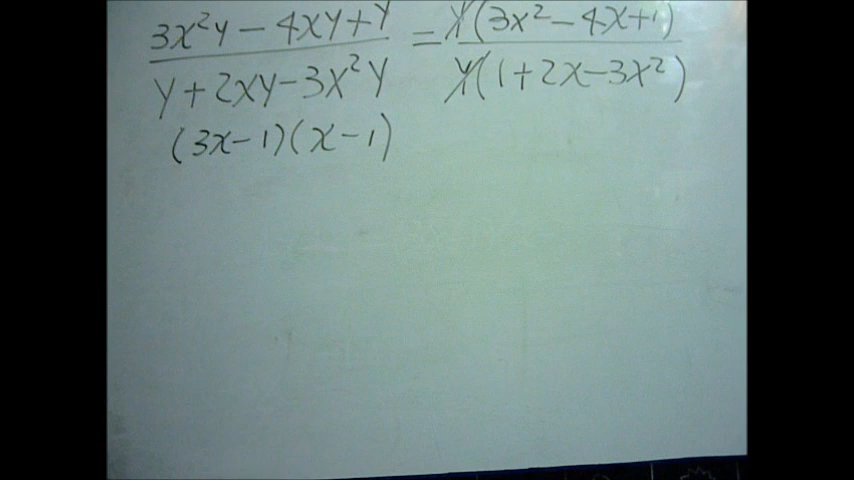 3x²y - 4xy + y / y + 2xy - 3x²y = y(3x² - 4x + 1) / y(1 + 2x - 3x²)
(3x - 1)(x - 1)